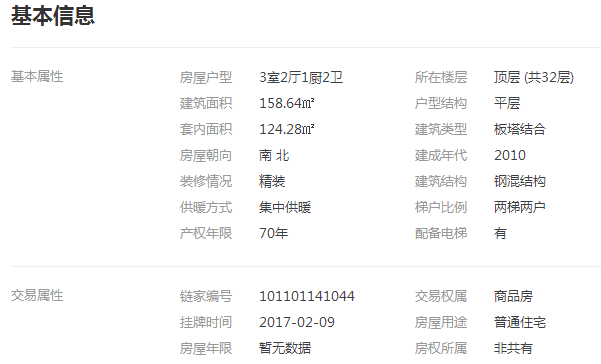 基本信息
基本属性 房屋户型 3室2厅1厨2卫 所在楼层 顶层 (共32层)
建筑面积 158.64㎡ 户型结构 平层
套内面积 124.28㎡ 建筑类型 板塔结合
房屋朝向 南 北 建成年代 2010
装修情况 精装 建筑结构 钢混结构
供暖方式 集中供暖 梯户比例 两梯两户
产权年限 70年 配备电梯 有
交易属性 链家编号 101101141044 交易权属 商品房
挂牌时间 2017-02-09 房屋用途 普通住宅
房屋年限 暂无数据 房权所属 非共有